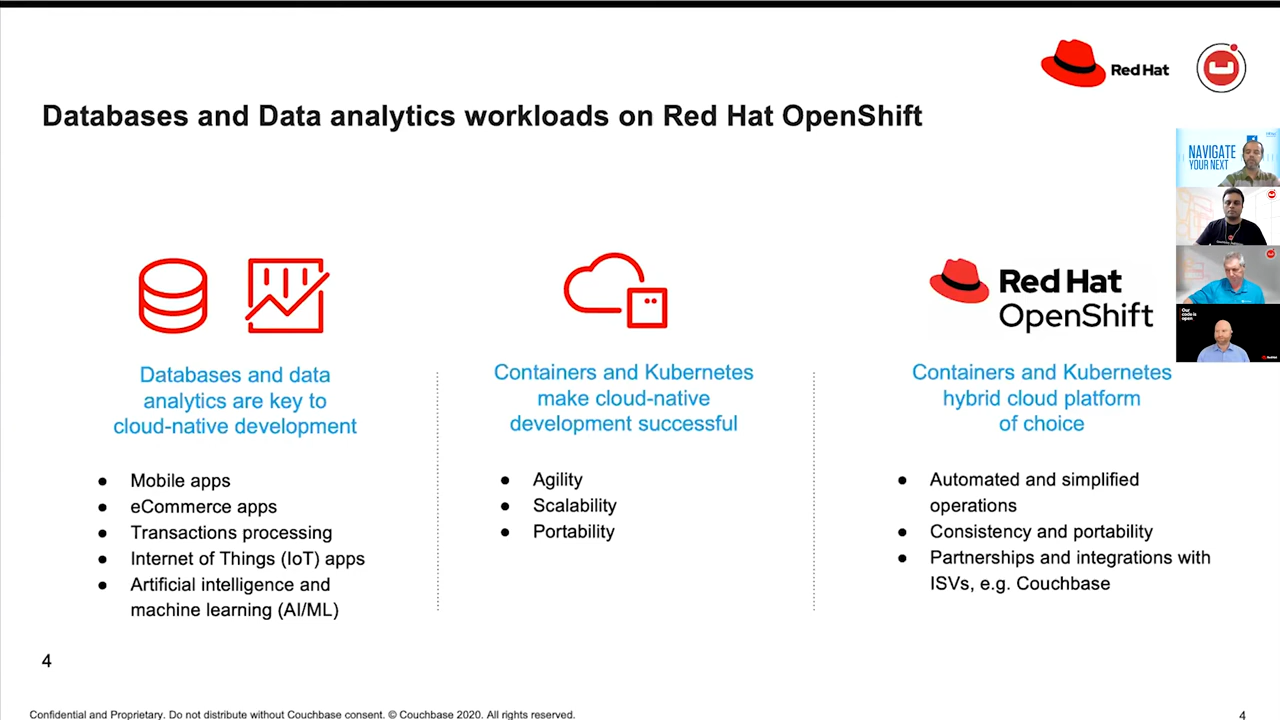 Red Hat
Databases and Data analytics workloads on Red Hat OpenShift
NAVIGATE
YOUR NEXT
Our
code is
open
Red Hat
OpenShift
Databases and data
analytics are key to
cloud-native development
● Mobile apps
● eCommerce apps
● Transactions processing
● Internet of Things (IoT) apps
● Artificial intelligence and
machine learning (AI/ML)
Containers and Kubernetes
make cloud-native
development successful
● Agility
● Scalability
● Portability
Containers and Kubernetes
hybrid cloud platform
of choice
● Automated and simplified
operations
● Consistency and portability
● Partnerships and integrations with
ISVs, e.g. Couchbase
4
Confidential and Proprietary. Do not distribute without Couchbase consent. © Couchbase 2020. All rights reserved.
4